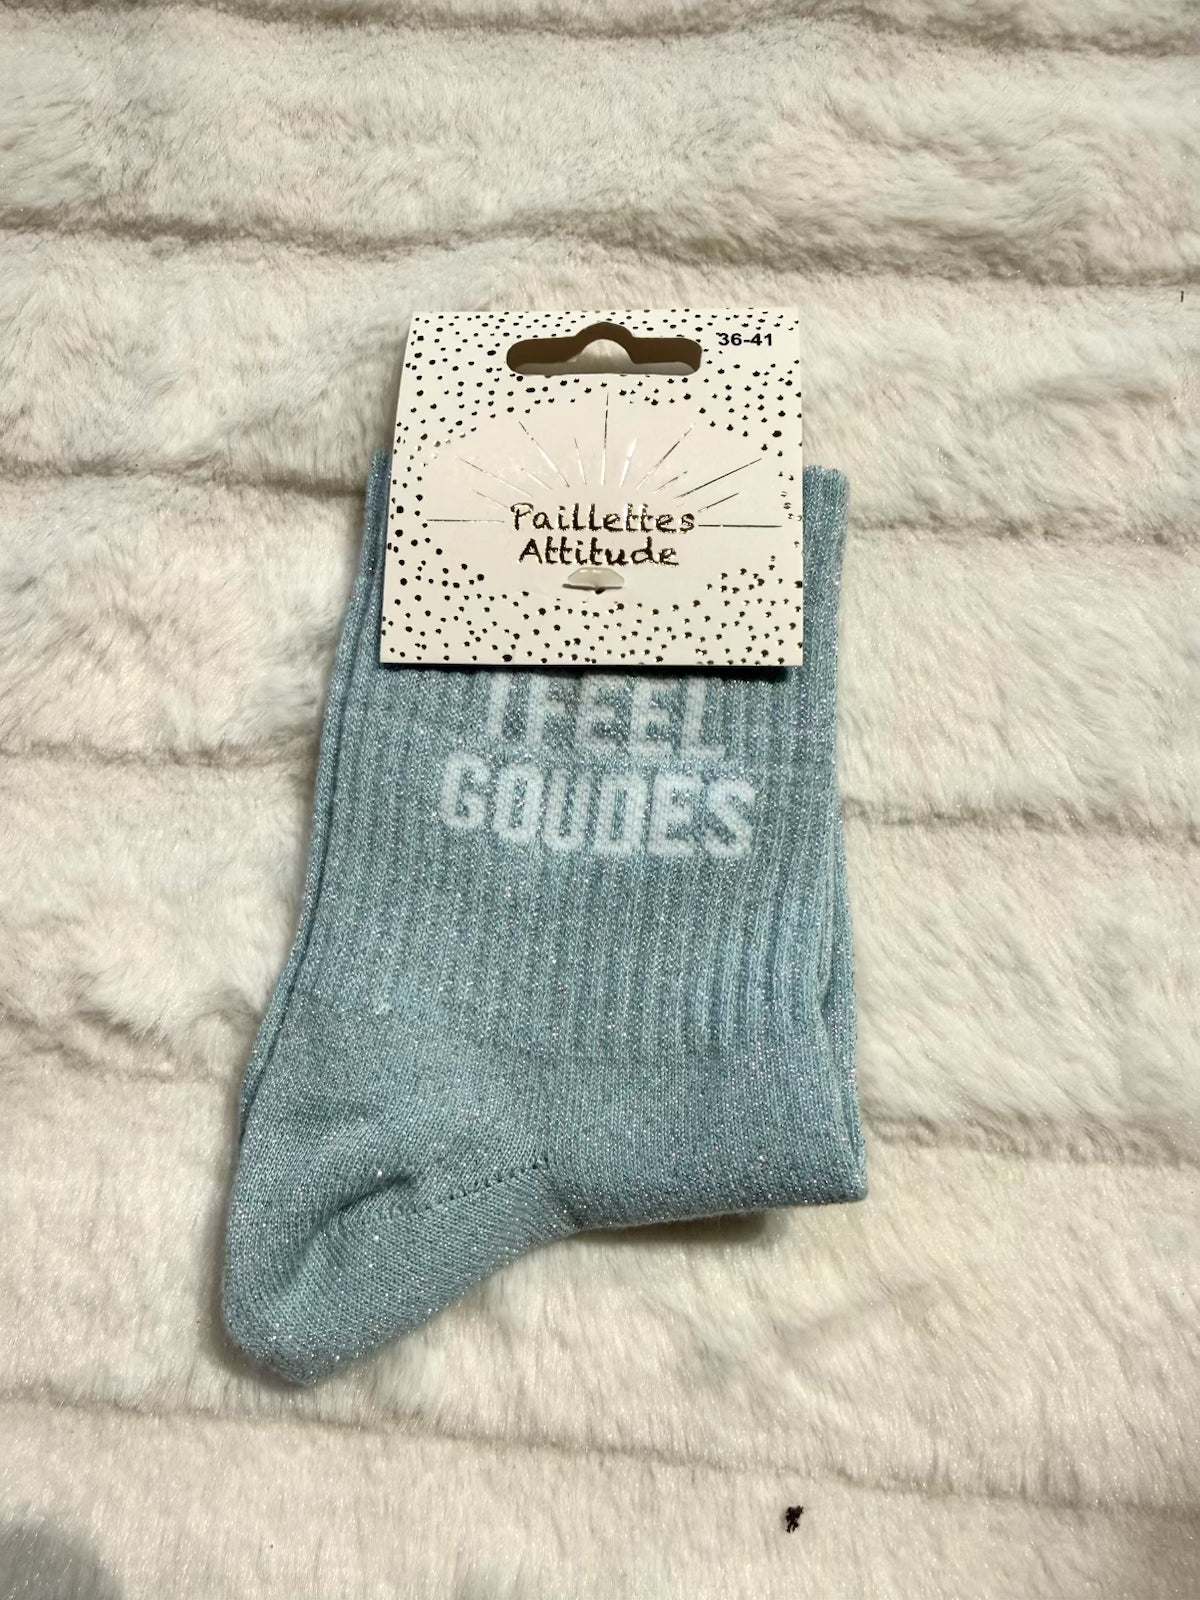 36-41
Paillettes
Attitude
I FEEL
GOUDES